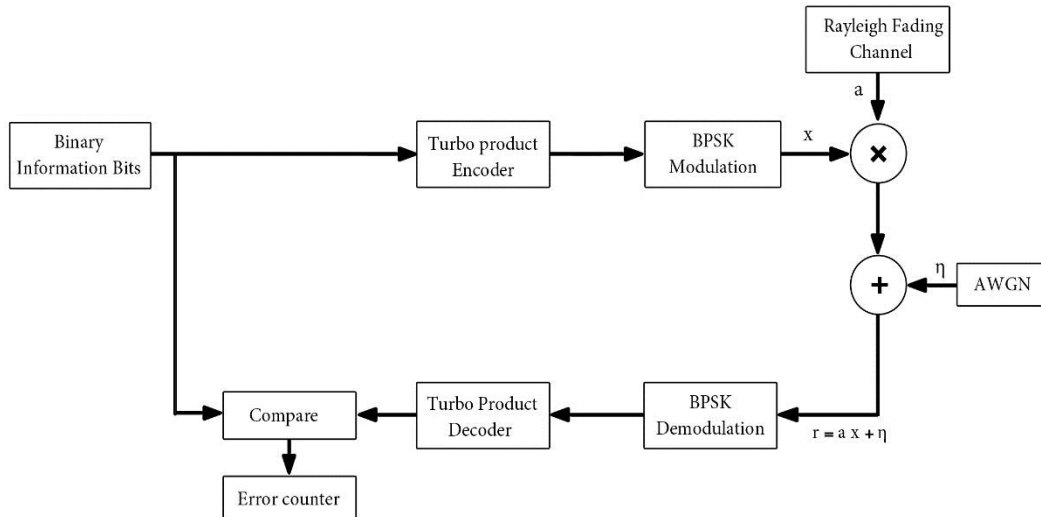 Rayleigh Fading
Channel
a
Binary
Information Bits
Turbo product
Encoder
BPSK
Modulation
x
×
+
η
AWGN
Compare
Turbo Product
Decoder
BPSK
Demodulation
r = a x + η
Error counter